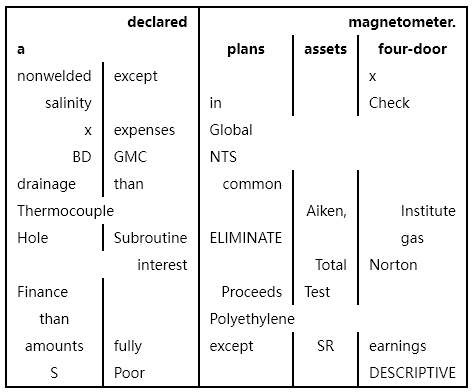 declared magnetometer.
a plans assets four-door
nonwelded except x
salinity in Check
x expenses Global
BD GMC NTS
drainage than common
Thermocouple Aiken, Institute
Hole Subroutine ELIMINATE gas
interest Total Norton
Finance Proceeds Test
than Polyethylene
amounts fully except SR earnings
S Poor DESCRIPTIVE